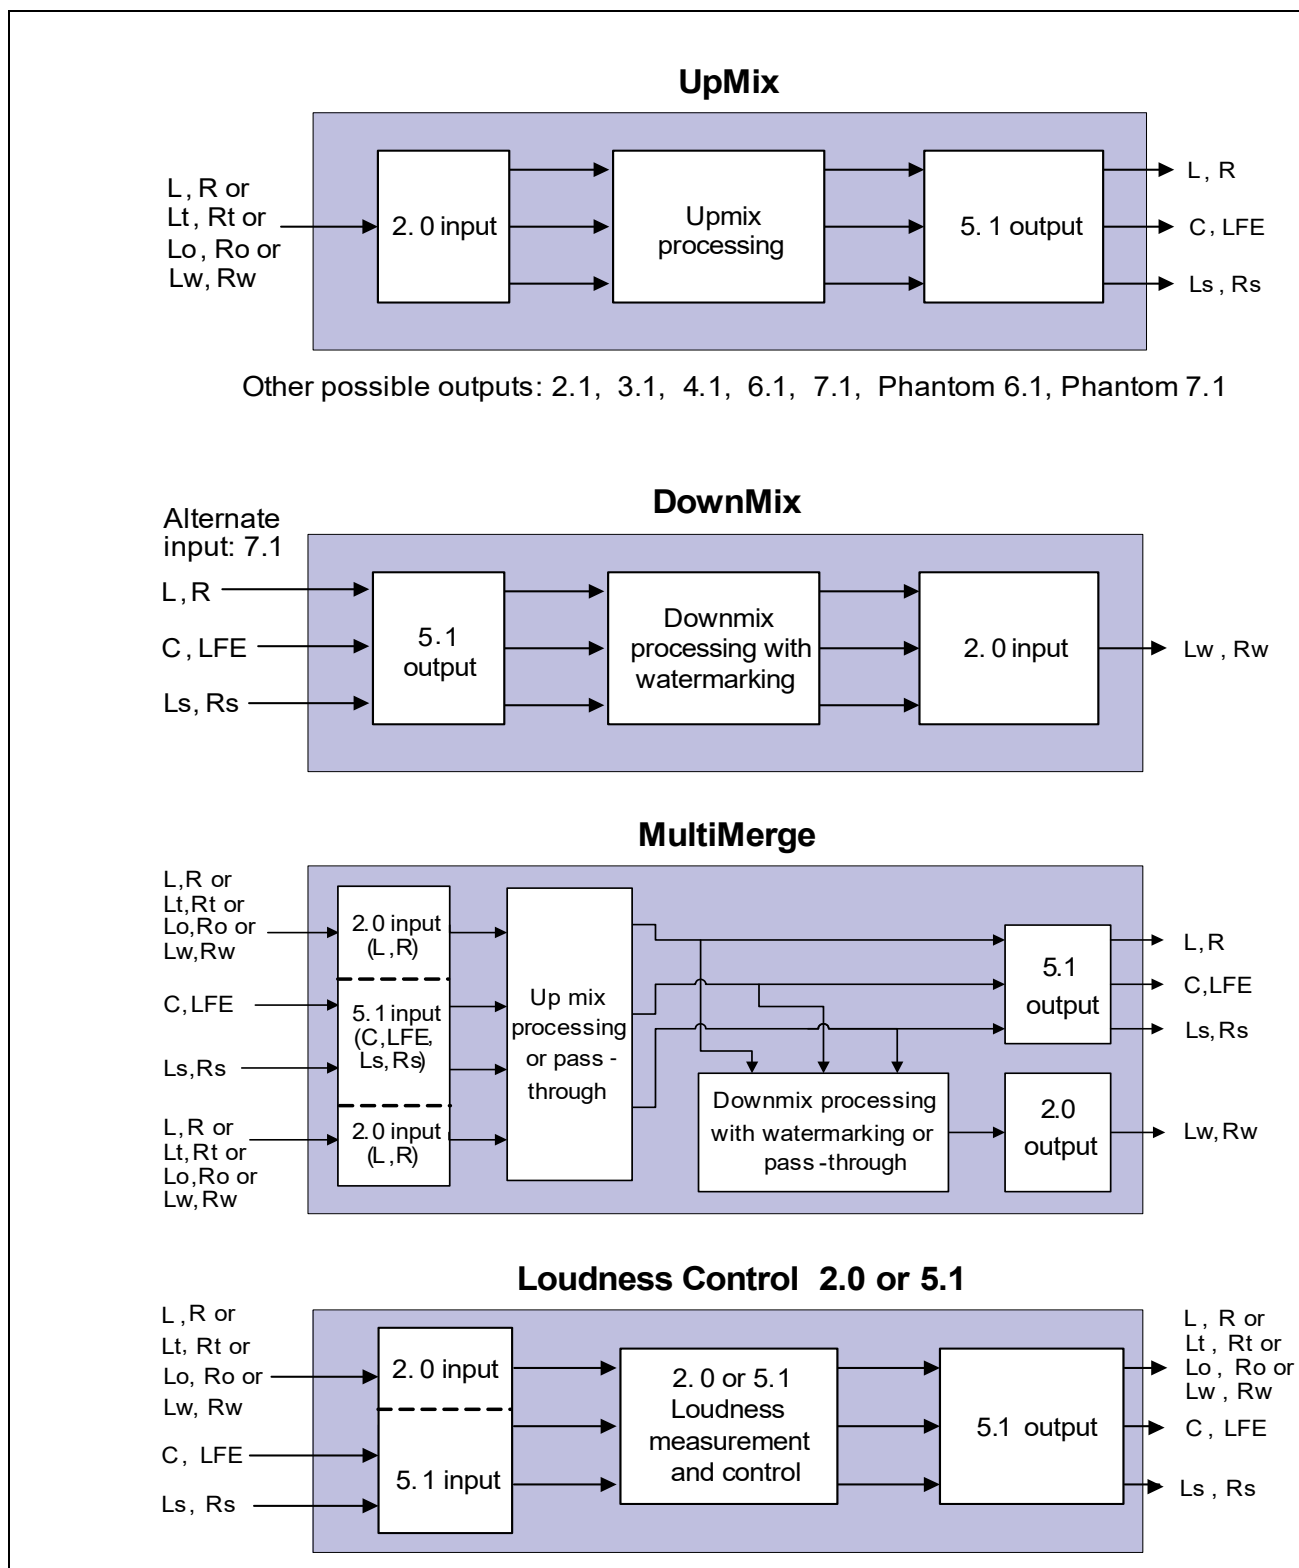 UpMix
L, R or
Lt, Rt or
Lo, Ro or
Lw, Rw
2.0 input
Upmix
processing
5.1 output
L, R
C, LFE
Ls, Rs
Other possible outputs: 2.1, 3.1, 4.1, 6.1, 7.1, Phantom 6.1, Phantom 7.1
DownMix
Alternate
input: 7.1
L, R
C, LFE
Ls, Rs
5.1
output
Downmix
processing with
watermarking
2.0 input
Lw, Rw
MultiMerge
L,R or
Lt,Rt or
Lo,Ro or
Lw,Rw
C,LFE
Ls,Rs
L,R or
Lt,Rt or
Lo,Ro or
Lw,Rw
2.0 input
(L,R)
5.1 input
(C,LFE,
Ls,Rs)
2.0 input
(L,R)
Up mix
processing
or pass -
through
Downmix processing
with watermarking or
pass -through
5.1
output
2.0
output
L,R
C,LFE
Ls,Rs
Lw,Rw
Loudness Control 2.0 or 5.1
L,R or
Lt, Rt or
Lo, Ro or
Lw, Rw
C, LFE
Ls, Rs
2.0 input
5.1 input
2.0 or 5.1
Loudness
measurement
and control
5.1 output
L, R or
Lt, Rt or
Lo, Ro or
Lw, Rw
C, LFE
Ls, Rs